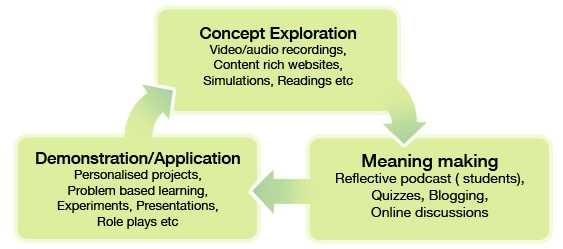 Concept Exploration
Video/audio recordings,
Content rich websites,
Simulations, Readings etc
Meaning making
Reflective podcast ( students),
Quizzes, Blogging,
Online discussions
Demonstration/Application
Personalised projects,
Problem based learning,
Experiments, Presentations,
Role plays etc